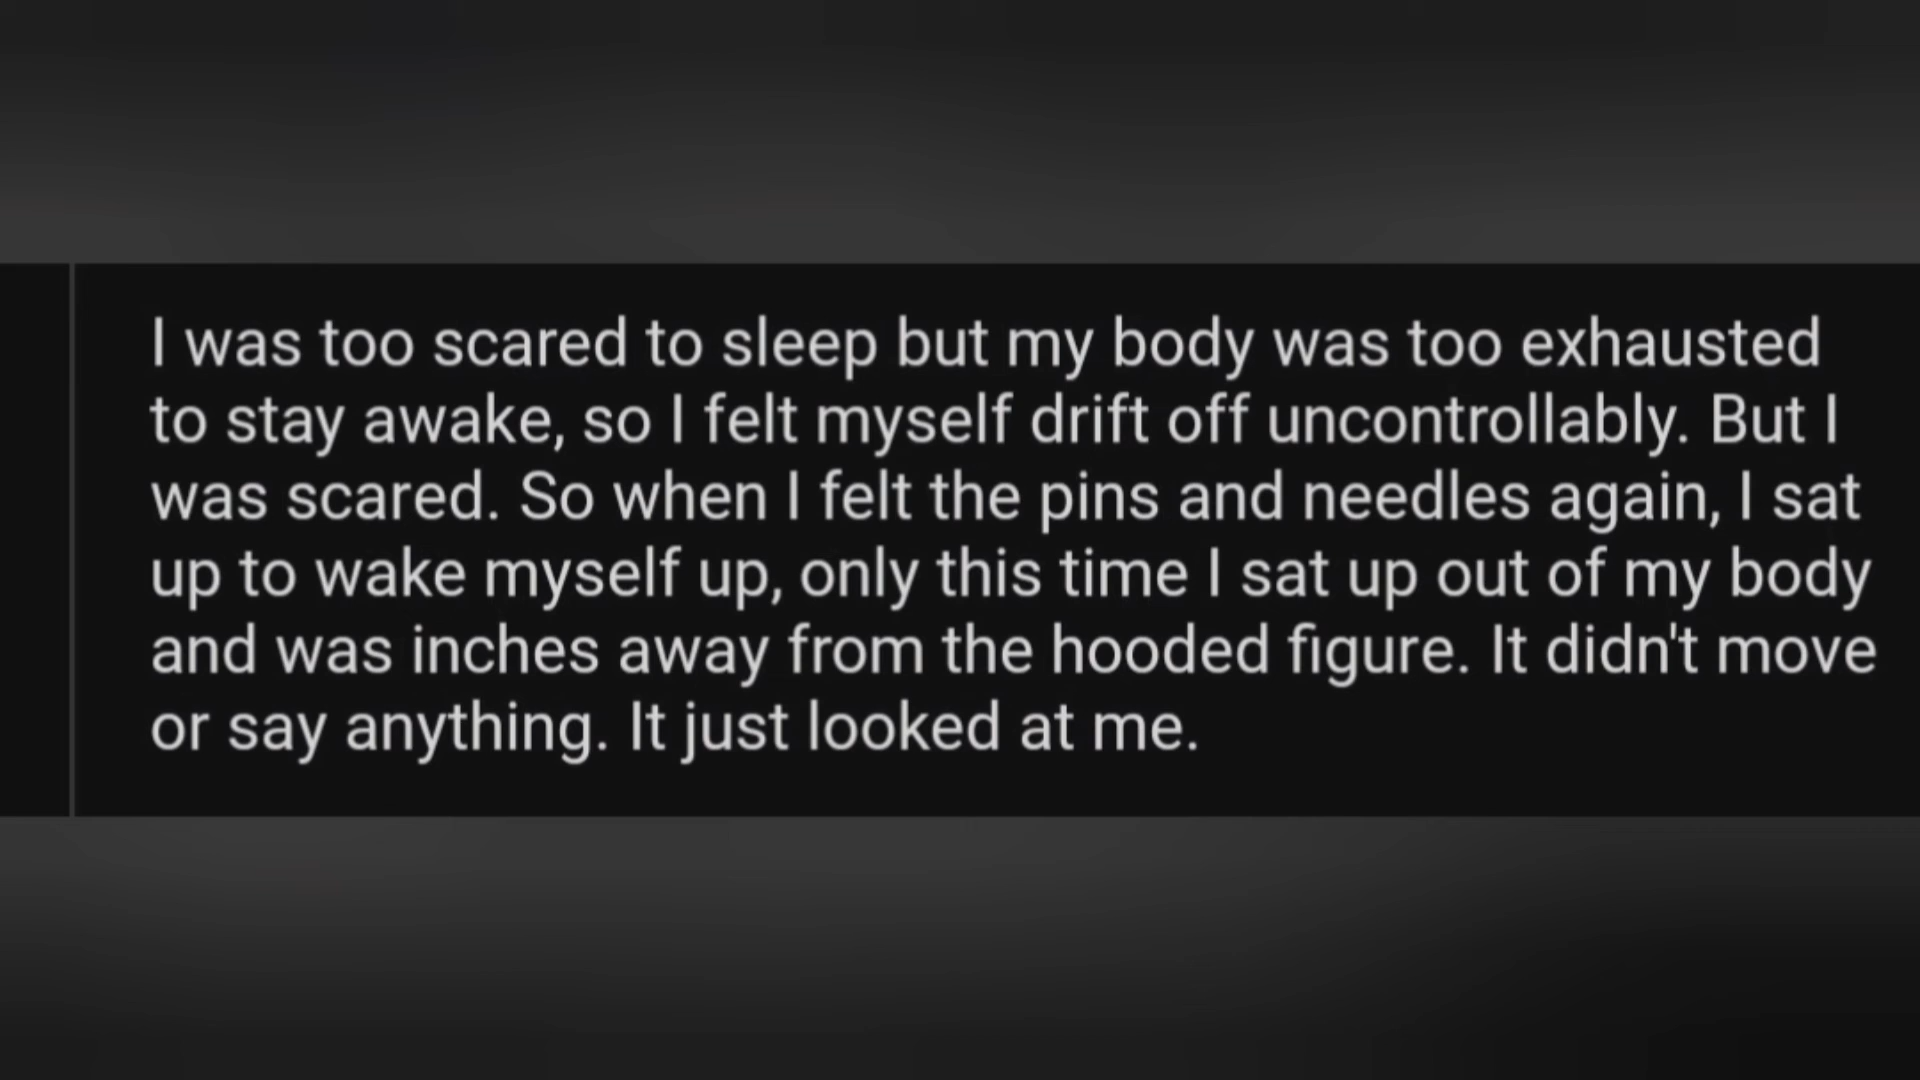 I was too scared to sleep but my body was too exhausted
to stay awake, so I felt myself drift off uncontrollably. But I
was scared. So when I felt the pins and needles again, I sat
up to wake myself up, only this time I sat up out of my body
and was inches away from the hooded figure. It didn't move
or say anything. It just looked at me.